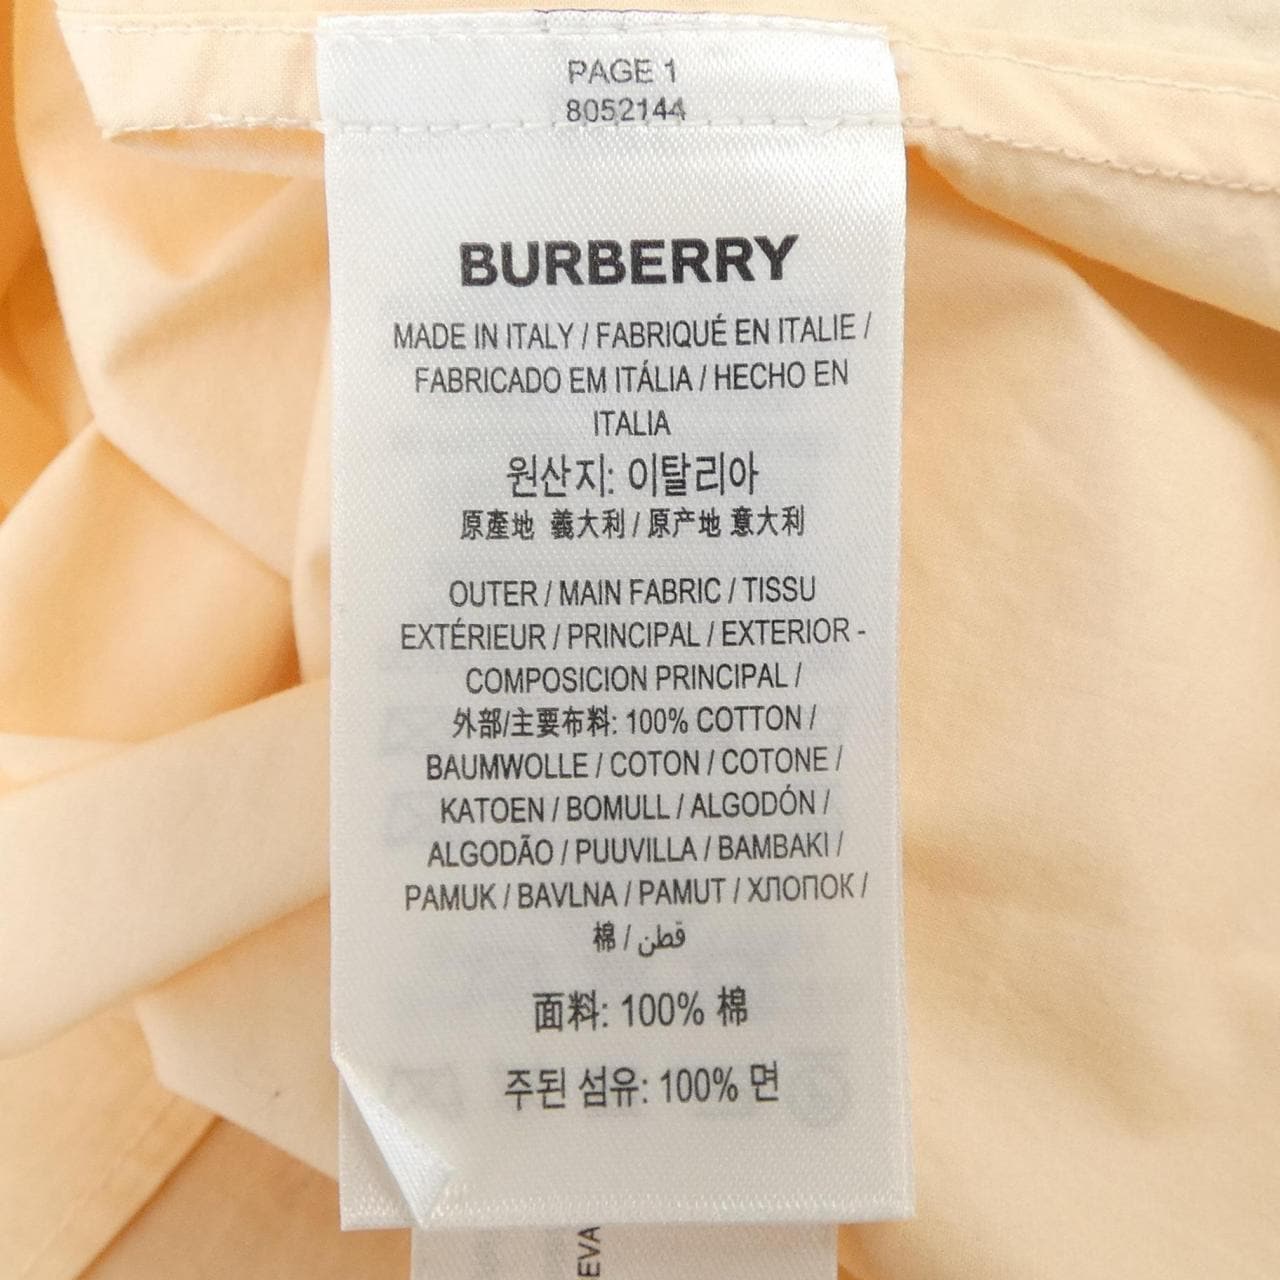 PAGE 1
8052144
BURBERRY
MADE IN ITALY / FABRIQUÉ EN ITALIE /
FABRICADO EM ITÁLIA / HECHO EN
ITALIA
원산지: 이탈리아
原產地 義大利 / 原产地 意大利
OUTER / MAIN FABRIC / TISSU
EXTÉRIEUR / PRINCIPAL / EXTERIOR -
COMPOSICION PRINCIPAL /
外部/主要布料: 100% COTTON /
BAUMWOLLE / COTON / COTONE /
KATOEN / BOMULL / ALGODÓN /
ALGODÃO / PUUVILLA / BAMBAKI /
PAMUK / BAVLNA / PAMUT / ХЛОПОК /
棉 / قطن
面料: 100% 棉
주된 섬유: 100% 면